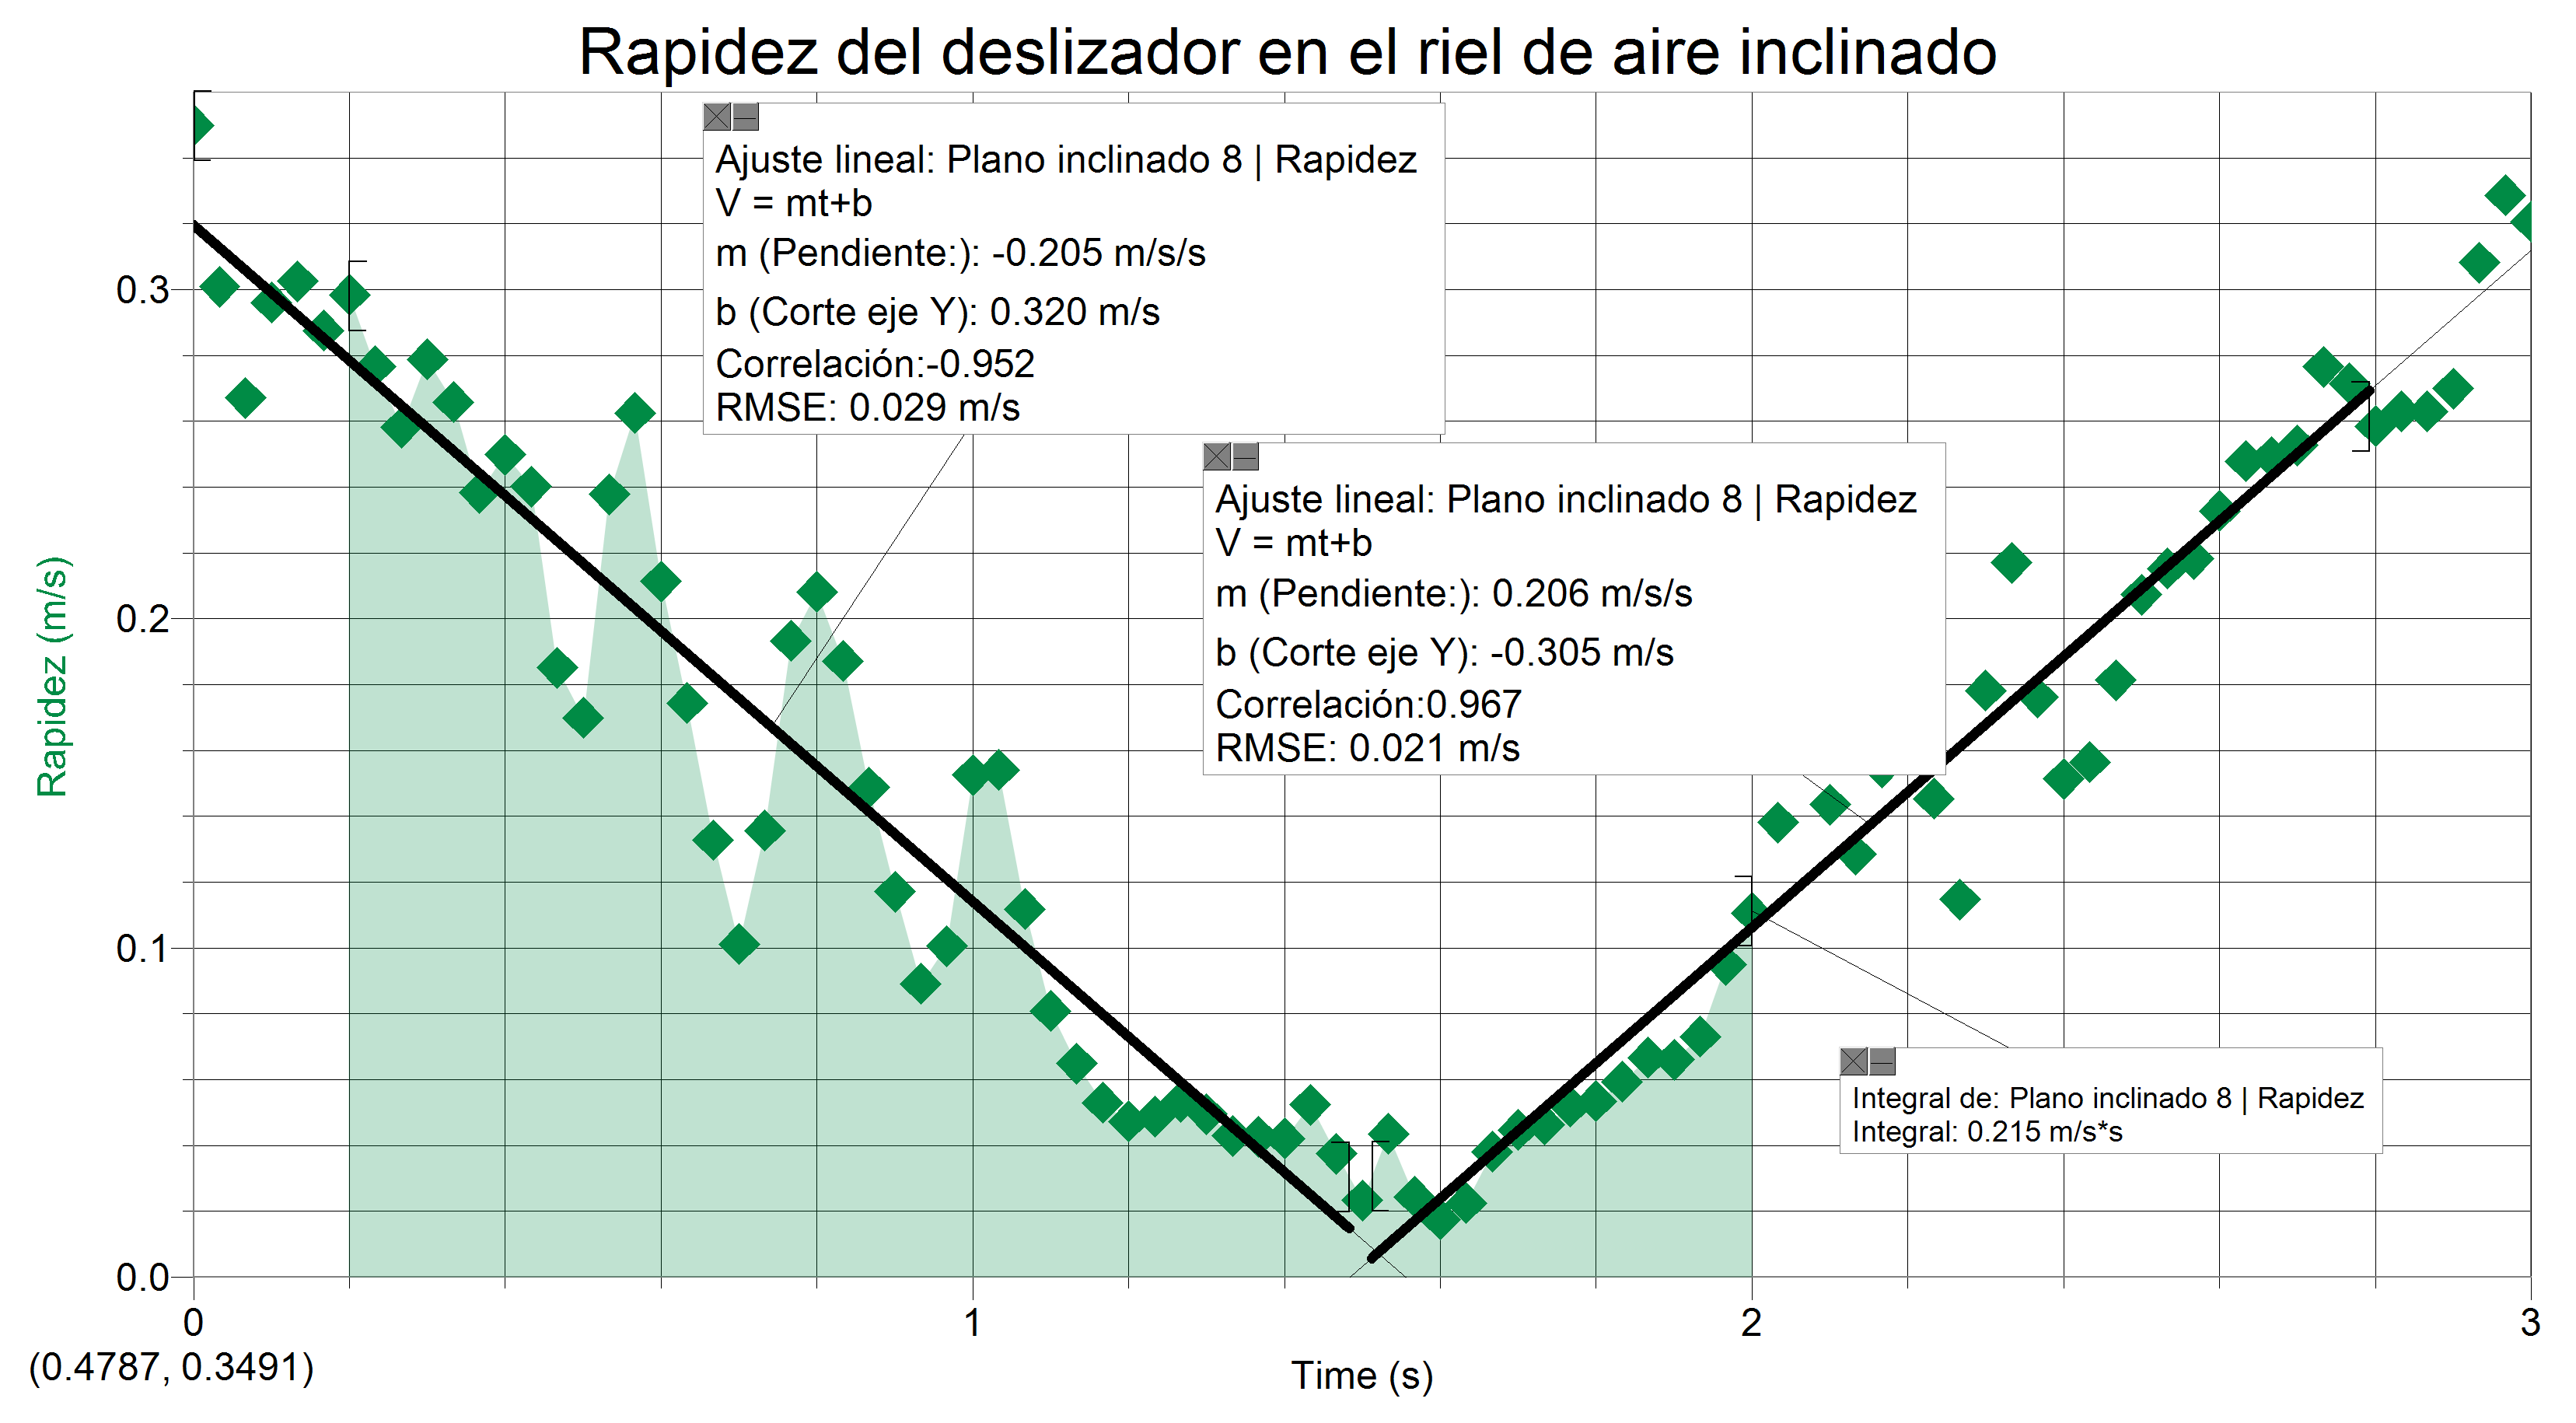 Rapidez del deslizador en el riel de aire inclinado
Ajuste lineal: Plano inclinado 8 | Rapidez
V = mt+b
m (Pendiente:): -0.205 m/s/s
b (Corte eje Y): 0.320 m/s
Correlación:-0.952
RMSE: 0.029 m/s
Ajuste lineal: Plano inclinado 8 | Rapidez
V = mt+b
m (Pendiente:): 0.206 m/s/s
b (Corte eje Y): -0.305 m/s
Correlación:0.967
RMSE: 0.021 m/s
Integral de: Plano inclinado 8 | Rapidez
Integral: 0.215 m/s*s
Rapidez (m/s)
0.3
0.2
0.1
0.0
0 1 2 3
(0.4787, 0.3491)
Time (s)